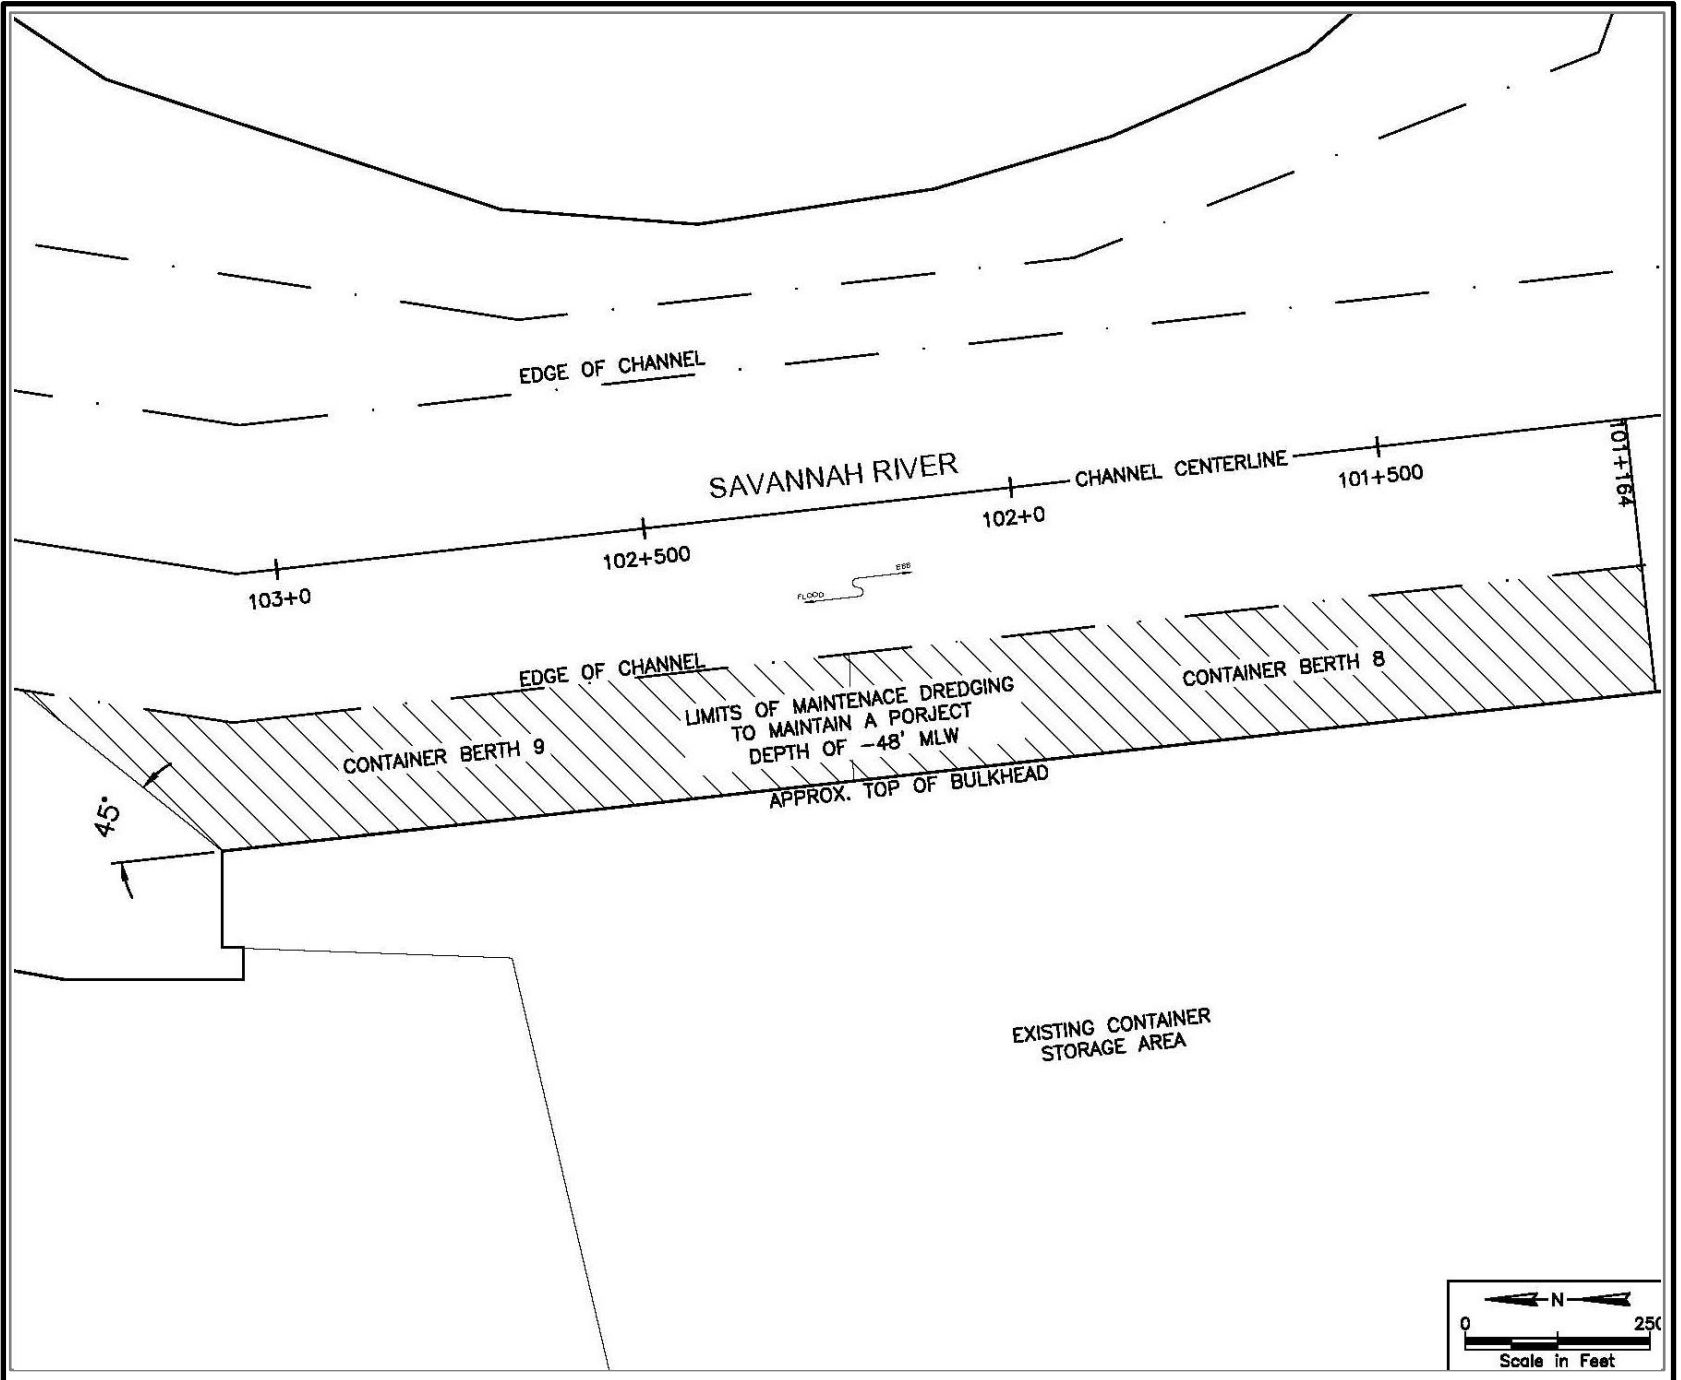 EDGE OF CHANNEL
SAVANNAH RIVER
CHANNEL CENTERLINE
101+164
101+500
102+0
102+500
103+0
EBB
FLOOD
EDGE OF CHANNEL
CONTAINER BERTH 8
LIMITS OF MAINTENACE DREDGING
TO MAINTAIN A PORJECT
DEPTH OF -48' MLW
CONTAINER BERTH 9
APPROX. TOP OF BULKHEAD
45°
EXISTING CONTAINER
STORAGE AREA
N
0 250
Scale in Feet